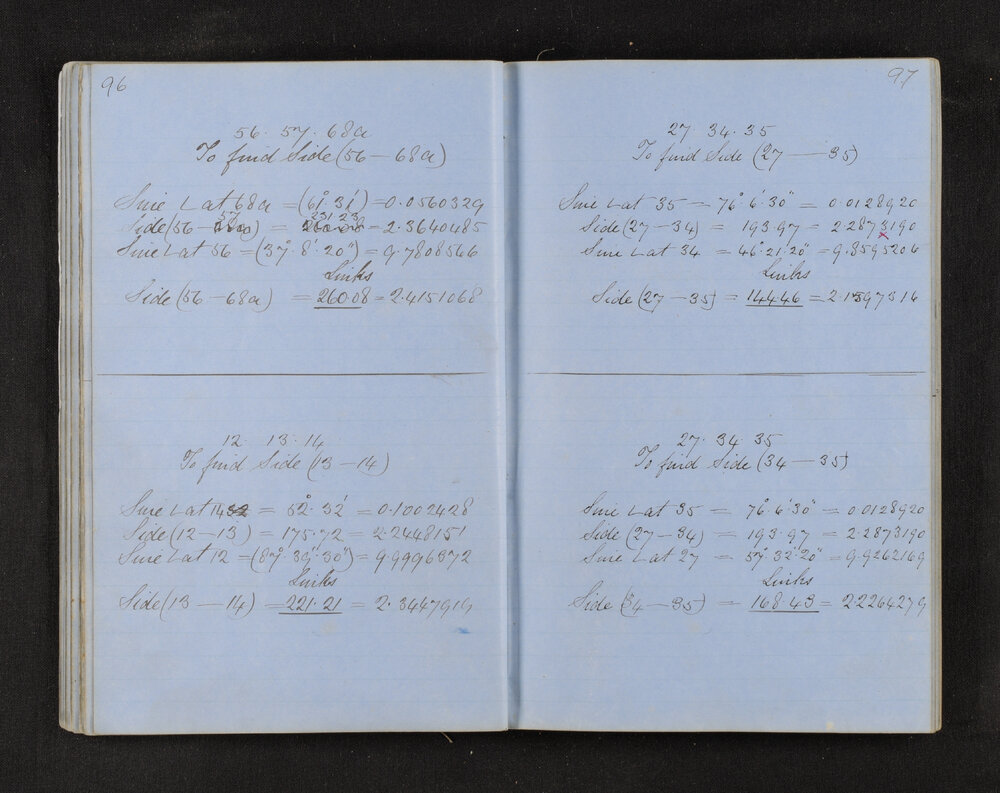 96
56. 57. 68a
To find Side (56 — 68a)
Sine ∠ at 68a = (61°.31') = 0.0560329
Side (56 – 57) = 231.23 = 2.3640485
Sine ∠ at 56 = (37°. 8'. 20") = 9.7808566
Links
Side (56 – 68a) = 260.08 = 2.4151068
12. 13. 14
To find Side (13 – 14)
Sine ∠ at 14 = 52°. 32' = 0.1002428
Side (12 – 13) = 175.72 = 2.2448151
Sine ∠ at 12 = (87°. 39'. 30") = 9.9996372
Links
Side (13 — 14) = 221.21 = 2.3447919
97
27. 34. 35
To find Side (27 — 35)
Sine ∠ at 35 = 76°. 6'. 30" = 0.0128920
Side (27 – 34) = 193.97 = 2.2873190
Sine ∠ at 34 = 46°. 21'. 20" = 9.8595206
Links
Side (27 – 35) = 144.46 = 2.1597316
27. 34. 35
To find Side (34 – 35)
Sine ∠ at 35 = 76°. 6'. 30" = 0.0128920
Side (27 – 34) = 193.97 = 2.2873190
Sine ∠ at 27 = 57°. 32'. 20" = 9.9262169
Links
Side (34 – 35) = 168.43 = 2.2264279